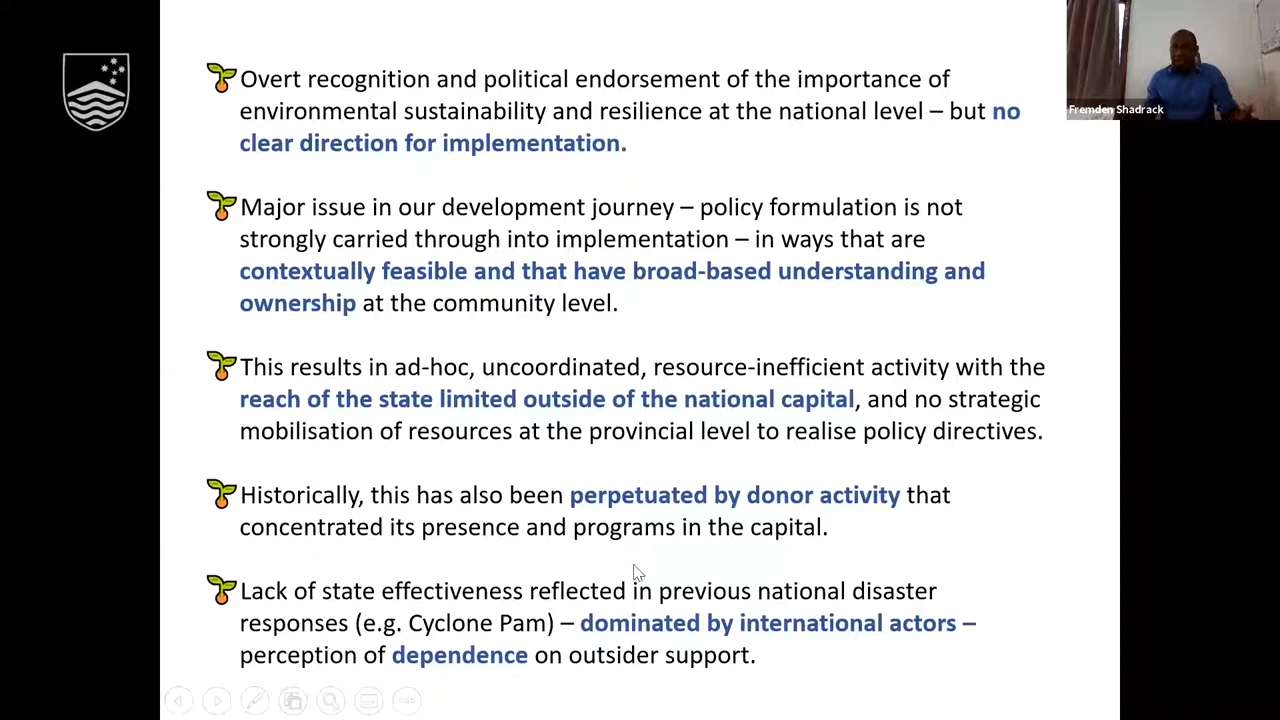 Overt recognition and political endorsement of the importance of
environmental sustainability and resilience at the national level – but no
clear direction for implementation.
Major issue in our development journey – policy formulation is not
strongly carried through into implementation – in ways that are
contextually feasible and that have broad-based understanding and
ownership at the community level.
This results in ad-hoc, uncoordinated, resource-inefficient activity with the
reach of the state limited outside of the national capital, and no strategic
mobilisation of resources at the provincial level to realise policy directives.
Historically, this has also been perpetuated by donor activity that
concentrated its presence and programs in the capital.
Lack of state effectiveness reflected in previous national disaster
responses (e.g. Cyclone Pam) – dominated by international actors –
perception of dependence on outsider support.
Fremden Shadrack